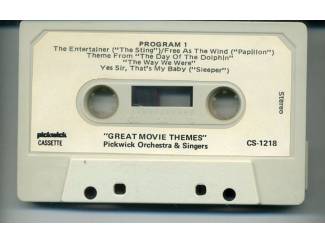 PROGRAM 1
The Entertainer ("The Sting")/Free As The Wind ("Papillon")
Theme From "The Day Of The Dolphin"
"The Way We Were"
Yes Sir, That's My Baby ("Sleeper")
Stereo
pickwick
CASSETTE
"GREAT MOVIE THEMES"
Pickwick Orchestra & Singers
CS-1218